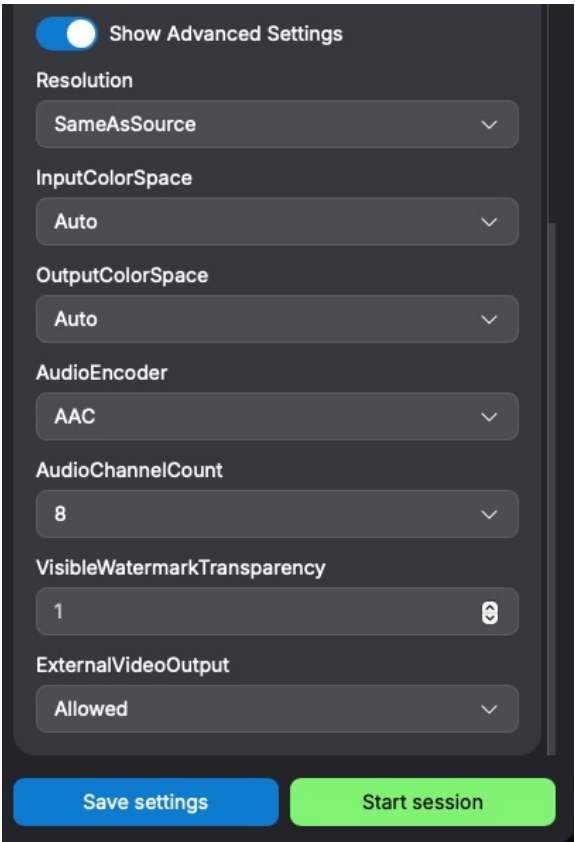 Show Advanced Settings
Resolution
SameAsSource
InputColorSpace
Auto
OutputColorSpace
Auto
AudioEncoder
AAC
AudioChannelCount
8
VisibleWatermarkTransparency
1
ExternalVideoOutput
Allowed
Save settings
Start session